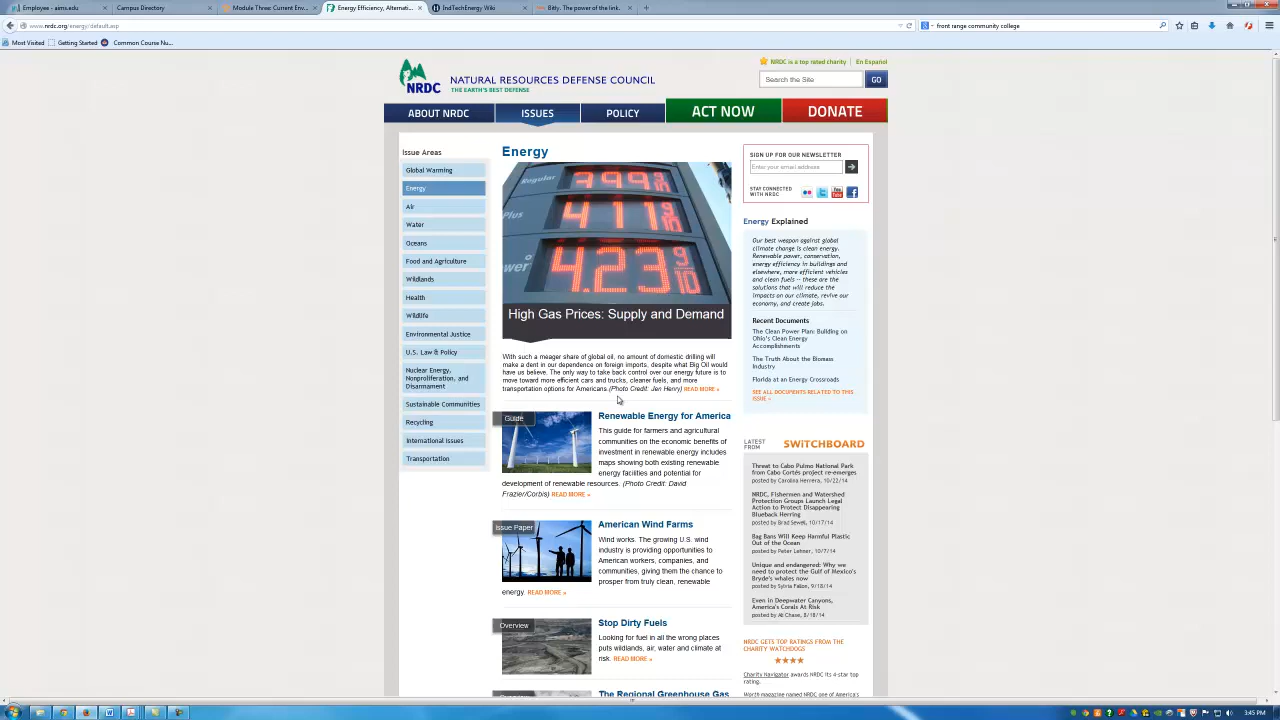 Employee - aims.edu
Campus Directory
Module Three: Current Env...
Energy Efficiency, Alternati...
IndTechEnergy Wiki
Bitty. The power of the link.
www.nrdc.org/energy/default.asp
front range community college
Most Visited
Getting Started
Common Course Nu...
NRDC
NATURAL RESOURCES DEFENSE COUNCIL
THE EARTH'S BEST DEFENSE
NRDC is a top rated charity
En Español
Search the Site
GO
ABOUT NRDC
ISSUES
POLICY
ACT NOW
DONATE
Issue Areas
Global Warming
Energy
Air
Water
Oceans
Food and Agriculture
Wildlands
Health
Wildlife
Environmental Justice
U.S. Law & Policy
Nuclear Energy,
Nonproliferation, and
Disarmament
Sustainable Communities
Recycling
International Issues
Transportation
Energy
Regular
3.99 9/10
Plus
4.11 9/10
Power
4.23 9/10
High Gas Prices: Supply and Demand
With such a meager share of global oil, no amount of domestic drilling will
make a dent in our dependence on foreign imports, despite what Big Oil would
have us believe. The only way to take back control over our energy future is to
move toward more efficient cars and trucks, cleaner fuels, and more
transportation options for Americans. (Photo Credit: Jen Henry) READ MORE »
Guide
Renewable Energy for America
This guide for farmers and agricultural
communities on the economic benefits of
investment in renewable energy includes
maps showing both existing renewable
energy facilities and potential for
development of renewable resources. (Photo Credit: David
Frazier/Corbis) READ MORE »
Issue Paper
American Wind Farms
Wind works. The growing U.S. wind
industry is providing opportunities to
American workers, companies, and
communities, giving them the chance to
prosper from truly clean, renewable
energy. READ MORE »
Overview
Stop Dirty Fuels
Looking for fuel in all the wrong places
puts wildlands, air, water and climate at
risk. READ MORE »
Overview
The Regional Greenhouse Gas
SIGN UP FOR OUR NEWSLETTER
Enter your email address
STAY CONNECTED
WITH NRDC
You Tube
Energy Explained
Our best weapon against global
climate change is clean energy.
Renewable power, conservation,
energy efficiency in buildings and
elsewhere, more efficient vehicles
and clean fuels -- these are the
solutions that will reduce the
impacts on our climate, revive our
economy, and create jobs.
Recent Documents
The Clean Power Plan: Building on
Ohio's Clean Energy
Accomplishments
The Truth About the Biomass
Industry
Florida at an Energy Crossroads
SEE ALL DOCUMENTS RELATED TO THIS
ISSUE »
LATEST
FROM
SWITCHBOARD
Threat to Cabo Pulmo National Park
from Cabo Cortés project re-emerges
posted by Carolina Herrera, 10/22/14
NRDC, Fishermen and Watershed
Protection Groups Launch Legal
Action to Protect Disappearing
Blueback Herring
posted by Brad Sewell, 10/17/14
Bag Bans Will Keep Harmful Plastic
Out of the Ocean
posted by Peter Lehner, 10/7/14
Unique and endangered: Why we
need to protect the Gulf of Mexico's
Bryde's whales now
posted by Sylvia Fallon, 9/18/14
Even in Deepwater Canyons,
America's Corals At Risk
posted by Ali Chase, 8/18/14
NRDC GETS TOP RATINGS FROM THE
CHARITY WATCHDOGS
Charity Navigator awards NRDC its 4-star top
rating.
Worth magazine named NRDC one of America's
3:45 PM